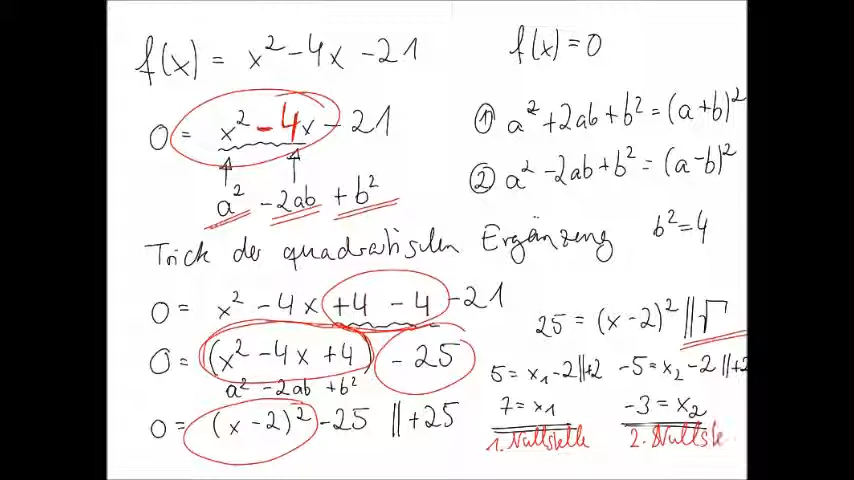 f(x) = x² - 4x - 21
f(x) = 0
0 = x² - 4x - 21
① a² + 2ab + b² = (a+b)²
② a² - 2ab + b² = (a-b)²
a² - 2ab + b²
Trick der quadratischen Ergänzung
b² = 4
0 = x² - 4x + 4 - 4 - 21
25 = (x - 2)² || √
0 = (x² - 4x + 4) - 25
a² - 2ab + b²
5 = x₁ - 2 || +2
-5 = x₂ - 2 || +2
7 = x₁
-3 = x₂
0 = (x - 2)² - 25 || +25
1. Nullstelle
2. Nullste